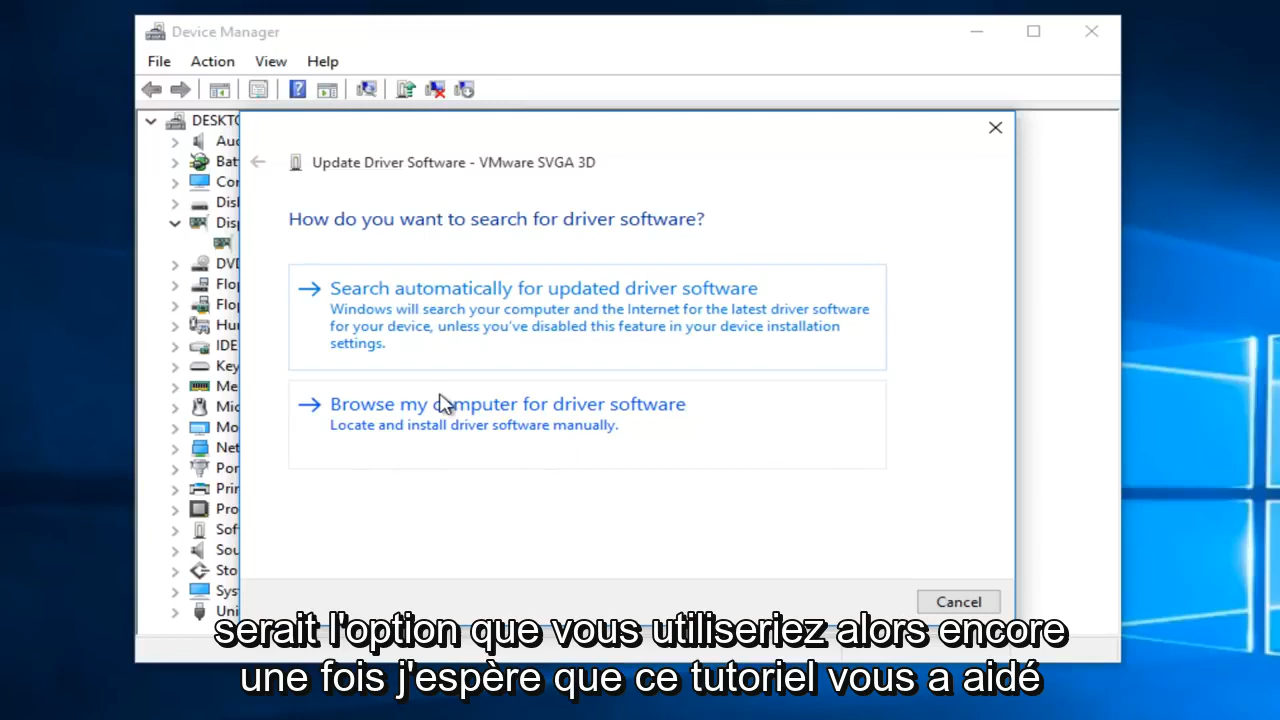 Device Manager
File Action View Help
DESKTO
Aud
Bat
Cor
Disl
Disp
DVD
Flop
Flop
Hur
IDE
Key
Me
Mic
Mo
Net
Por
Prin
Pro
Sof
Sou
Sto
Sys
Uni
Update Driver Software - VMware SVGA 3D
How do you want to search for driver software?
Search automatically for updated driver software
Windows will search your computer and the Internet for the latest driver software
for your device, unless you've disabled this feature in your device installation
settings.
Browse my computer for driver software
Locate and install driver software manually.
Cancel
serait l'option que vous utiliseriez alors encore
une fois j'espère que ce tutoriel vous a aidé